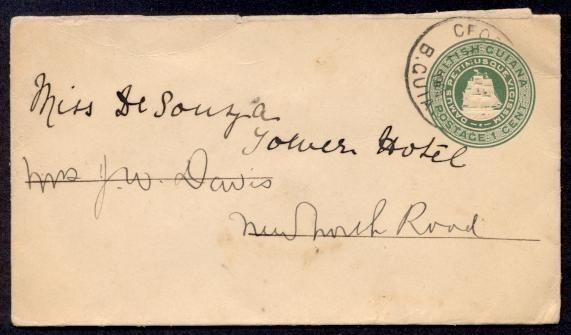 BRITISH GUIANA
DAMUS PETIMUSQUE VICISSIM
POSTAGE 1 CENT
GEO
B.GUIA
Miss De Souza
Tower Hotel
Mrs J. W. Davis
New North Road